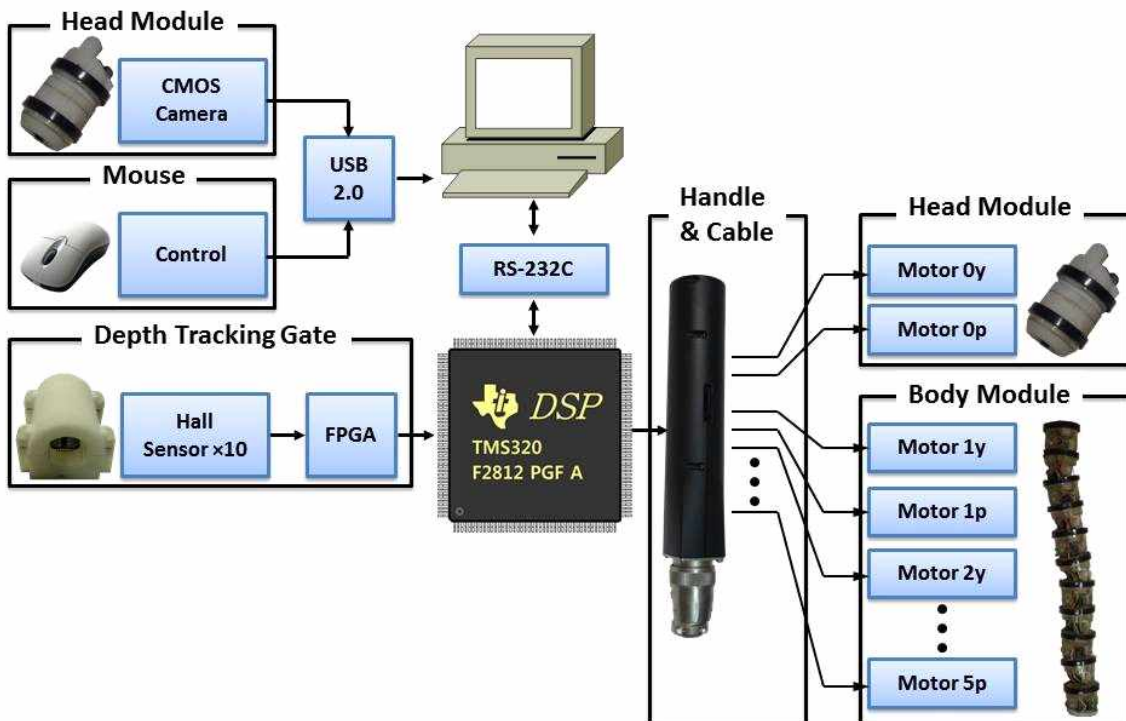 Head Module
CMOS
Camera
USB
2.0
Mouse
Control
RS-232C
Depth Tracking Gate
Hall
Sensor ×10
FPGA
DSP
TMS320
F2812 PGF A
Handle
& Cable
Head Module
Motor 0y
Motor 0p
Body Module
Motor 1y
Motor 1p
Motor 2y
Motor 5p